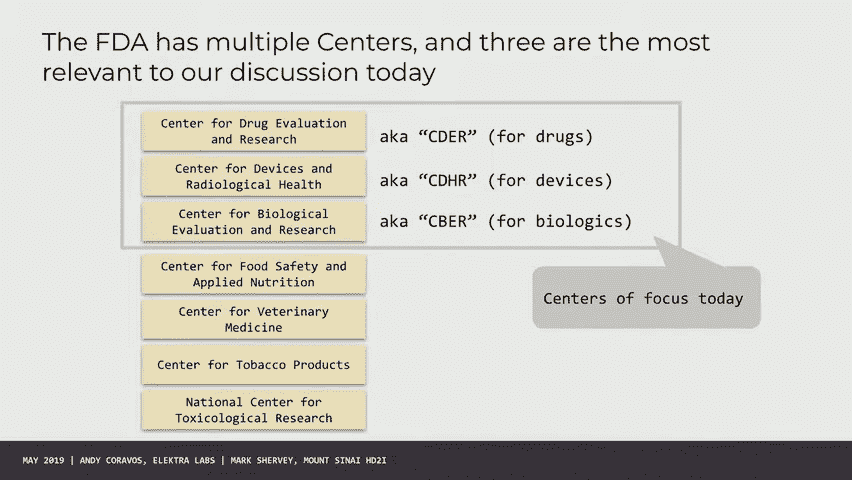 The FDA has multiple Centers, and three are the most
relevant to our discussion today
Center for Drug Evaluation
and Research
aka “CDER” (for drugs)
Center for Devices and
Radiological Health
aka “CDHR” (for devices)
Center for Biological
Evaluation and Research
aka “CBER” (for biologics)
Center for Food Safety and
Applied Nutrition
Centers of focus today
Center for Veterinary
Medicine
Center for Tobacco Products
National Center for
Toxicological Research
MAY 2019 | ANDY CORAVOS, ELEKTRA LABS | MARK SHERVEY, MOUNT SINAI HD2I